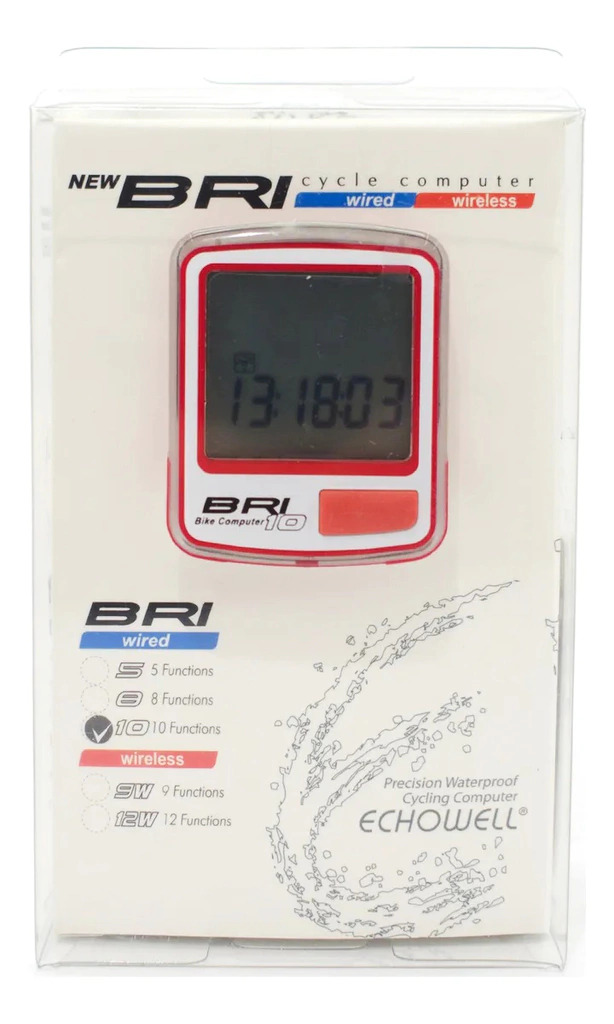 NEW BRI cycle computer
wired wireless
13:18:03
BRI
Bike Computer 10
BRI
wired
5 5 Functions
8 8 Functions
10 10 Functions
wireless
9W 9 Functions
12W 12 Functions
Precision Waterproof
Cycling Computer
ECHOWELL®